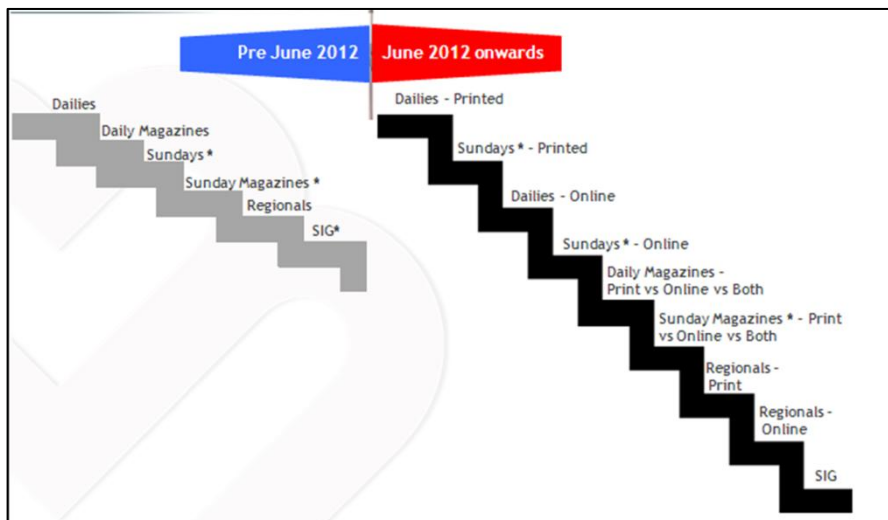 Pre June 2012
June 2012 onwards
Dailies
Daily Magazines
Sundays *
Sunday Magazines *
Regionals
SIG*
Dailies - Printed
Sundays * - Printed
Dailies - Online
Sundays * - Online
Daily Magazines -
Print vs Online vs Both
Sunday Magazines * - Print
vs Online vs Both
Regionals -
Print
Regionals -
Online
SIG